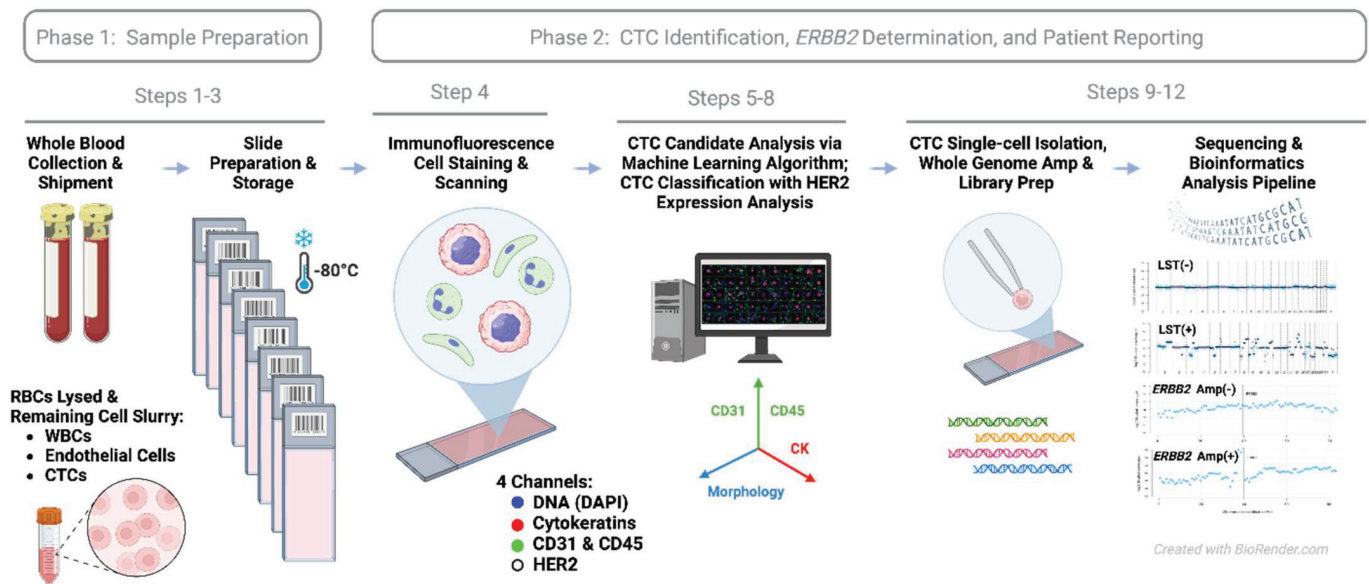 Phase 1: Sample Preparation
Phase 2: CTC Identification, ERBB2 Determination, and Patient Reporting
Steps 1-3
Step 4
Steps 5-8
Steps 9-12
Whole Blood
Collection &
Shipment
Slide
Preparation &
Storage
Immunofluorescence
Cell Staining &
Scanning
CTC Candidate Analysis via
Machine Learning Algorithm;
CTC Classification with HER2
Expression Analysis
CTC Single-cell Isolation,
Whole Genome Amp &
Library Prep
Sequencing &
Bioinformatics
Analysis Pipeline
-80°C
RBCs Lysed &
Remaining Cell Slurry:
• WBCs
• Endothelial Cells
• CTCs
4 Channels:
DNA (DAPI)
Cytokeratins
CD31 & CD45
HER2
CD31
CD45
CK
Morphology
LST(-)
LST(+)
ERBB2 Amp(-)
ERBB2 Amp(+)
Created with BioRender.com